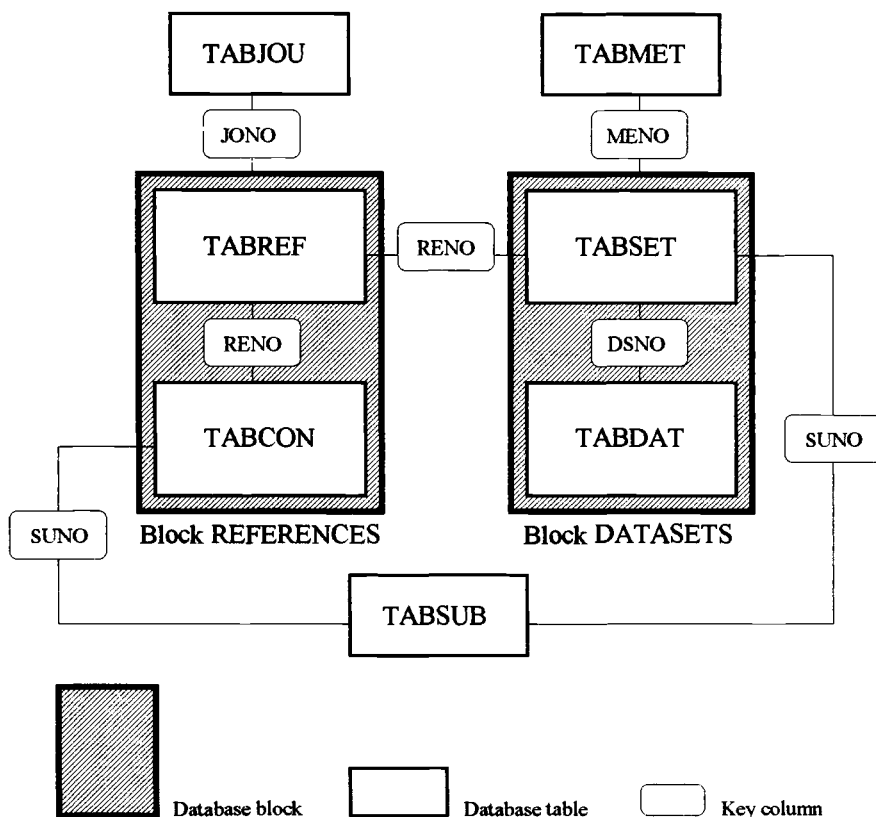 TABJOU
TABMET
JONO
MENO
TABREF
RENO
TABSET
RENO
DSNO
TABCON
TABDAT
SUNO
SUNO
Block REFERENCES
Block DATASETS
TABSUB
Database block
Database table
Key column